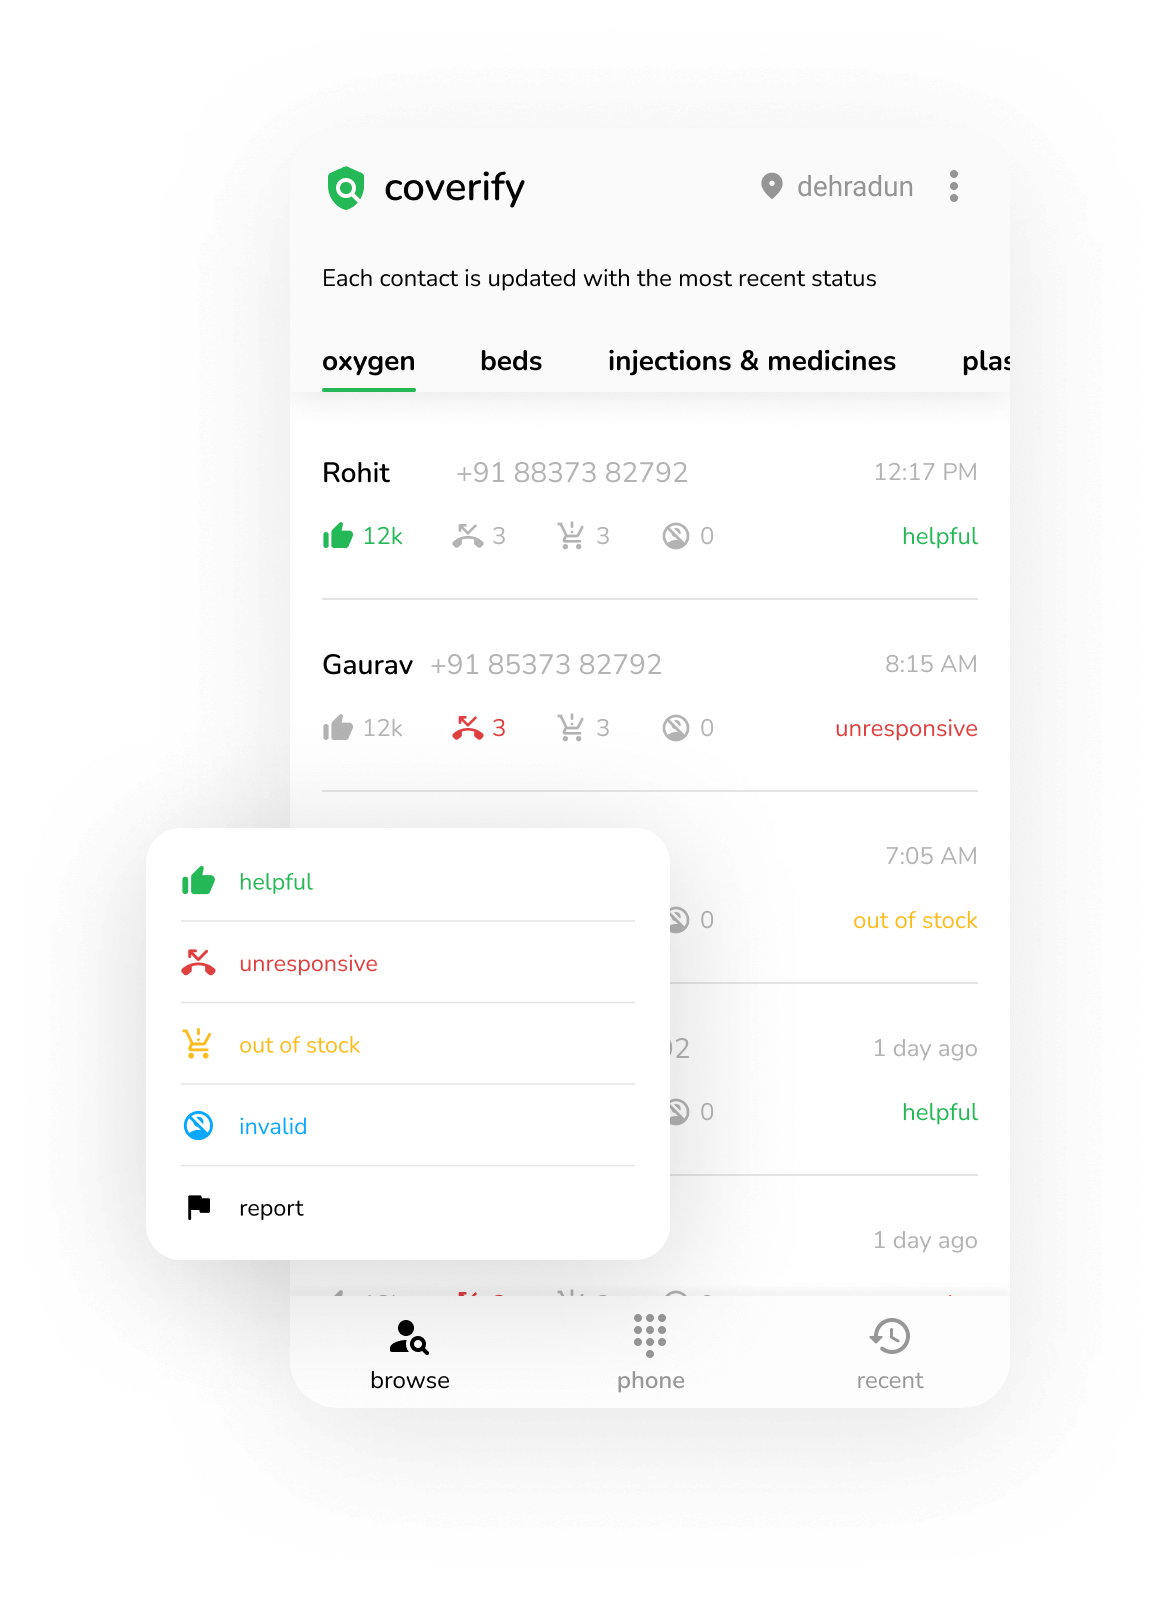 coverify
dehradun
Each contact is updated with the most recent status
oxygen beds injections & medicines plas
Rohit +91 88373 82792 12:17 PM
12k 3 3 0 helpful
Gaurav +91 85373 82792 8:15 AM
12k 3 3 0 unresponsive
7:05 AM
0 out of stock
2 1 day ago
0 helpful
1 day ago
helpful
unresponsive
out of stock
invalid
report
browse phone recent